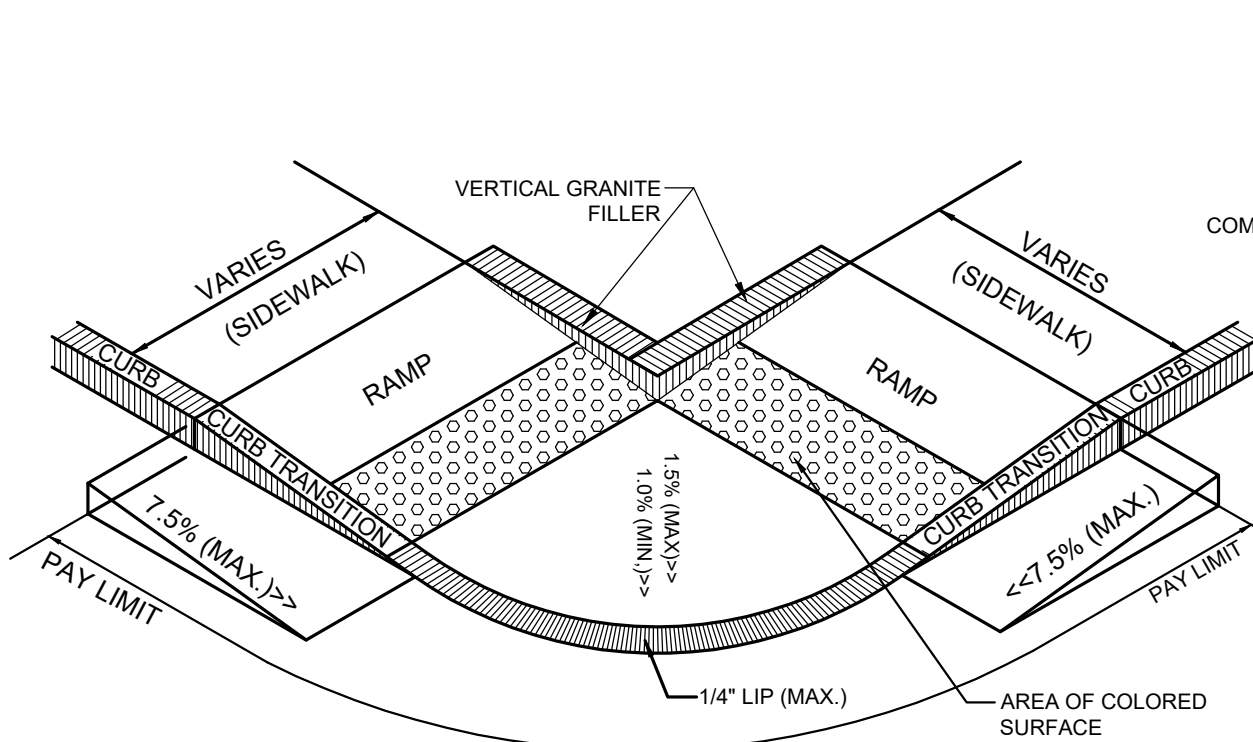 VERTICAL GRANITE
FILLER
COM
VARIES
(SIDEWALK)
VARIES
(SIDEWALK)
CURB
RAMP
RAMP
CURB
CURB TRANSITION
CURB TRANSITION
1.5% (MAX)>>
1.0% (MIN,)>>
7.5% (MAX.)>>
<<7.5% (MAX.)
PAY LIMIT
PAY LIMIT
1/4" LIP (MAX.)
AREA OF COLORED
SURFACE